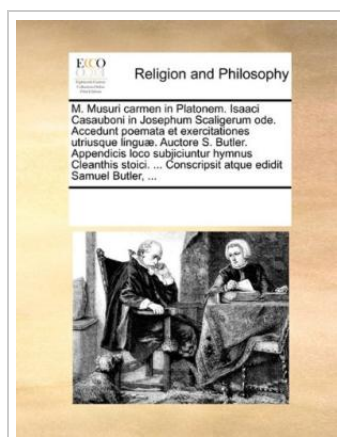 ECCO
Religion and Philosophy
M. Musuri carmen in Platonem. Isaaci
Casauboni in Josephum Scaligerum ode.
Accedunt poemata et exercitationes
utriusque linguæ. Auctore S. Butler.
Appendicis loco subjiciuntur hymnus
Cleanthis stoici. ... Conscripsit atque edidit
Samuel Butler, ...